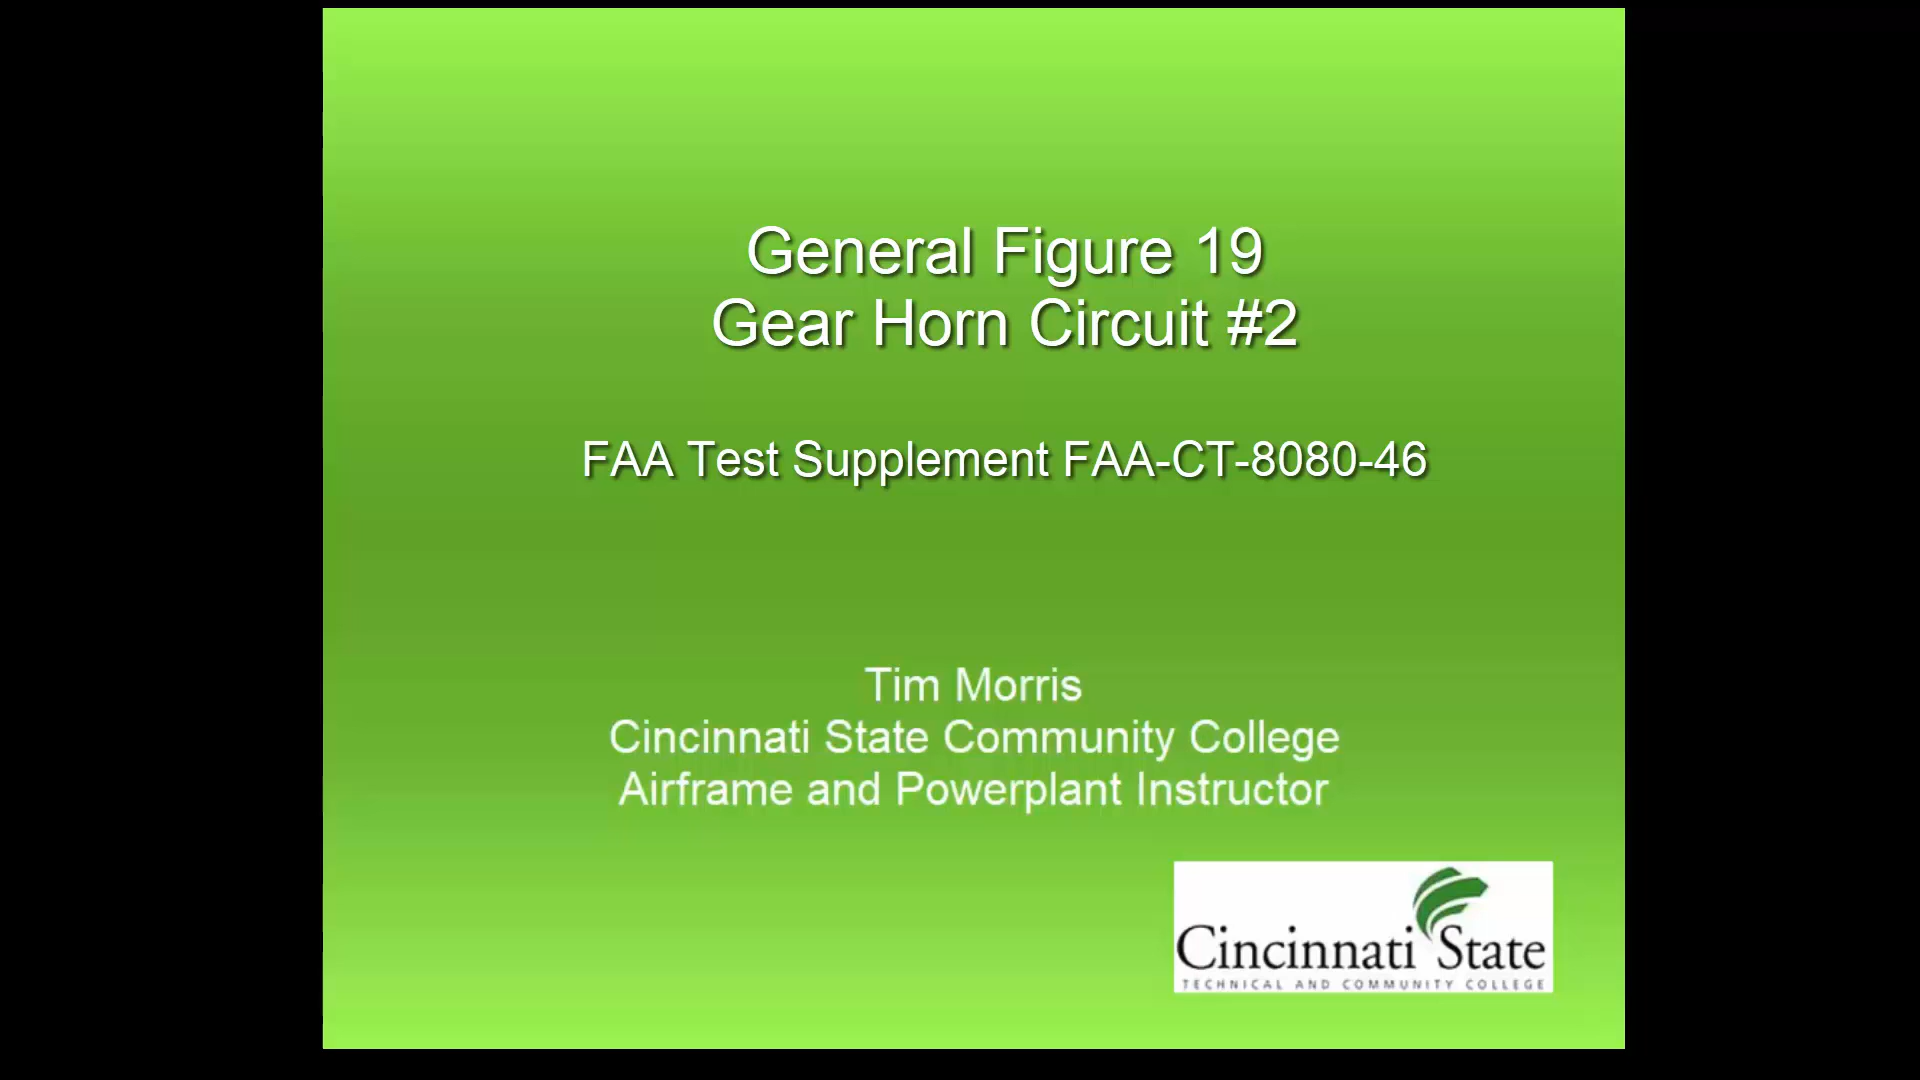 General Figure 19
Gear Horn Circuit #2
FAA Test Supplement FAA-CT-8080-46
Tim Morris
Cincinnati State Community College
Airframe and Powerplant Instructor
Cincinnati State
TECHNICAL AND COMMUNITY COLLEGE